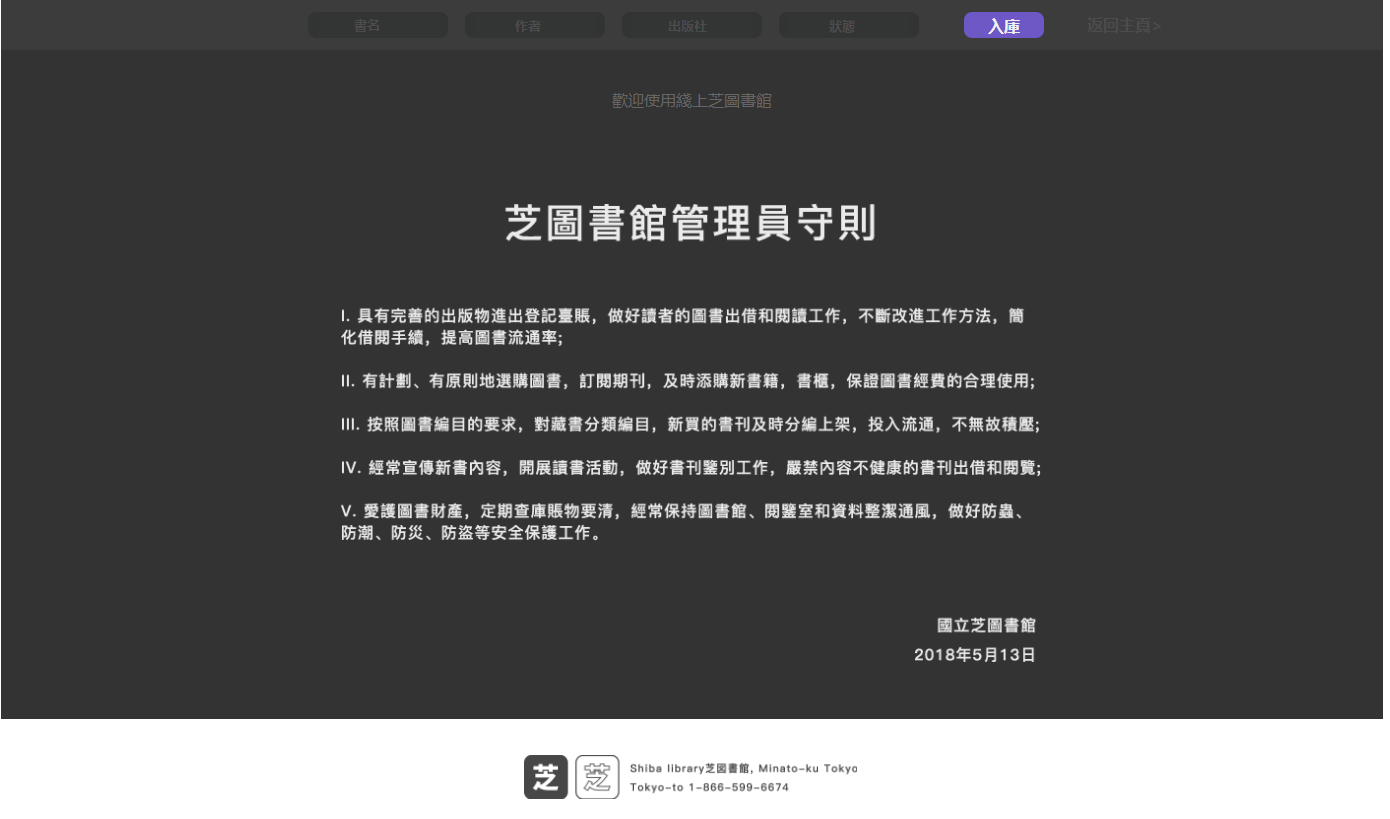 書名 作者 出版社 狀態 入庫 返回主頁>
歡迎使用綫上芝圖書館
芝圖書館管理員守則
I. 具有完善的出版物進出登記臺賬，做好讀者的圖書出借和閱讀工作，不斷改進工作方法，簡
化借閱手續，提高圖書流通率;
II. 有計劃、有原則地選購圖書，訂閱期刊，及時添購新書籍，書櫃，保證圖書經費的合理使用;
III. 按照圖書編目的要求，對藏書分類編目，新買的書刊及時分編上架，投入流通，不無故積壓;
IV. 經常宣傳新書內容，開展讀書活動，做好書刊鑒別工作，嚴禁內容不健康的書刊出借和閱覽;
V. 愛護圖書財產，定期查庫賬物要清，經常保持圖書館、閱鑒室和資料整潔通風，做好防蟲、
防潮、防災、防盜等安全保護工作。
國立芝圖書館
2018年5月13日
芝 芝 Shiba library芝図書館, Minato-ku Tokyo
Tokyo-to 1-866-599-6674